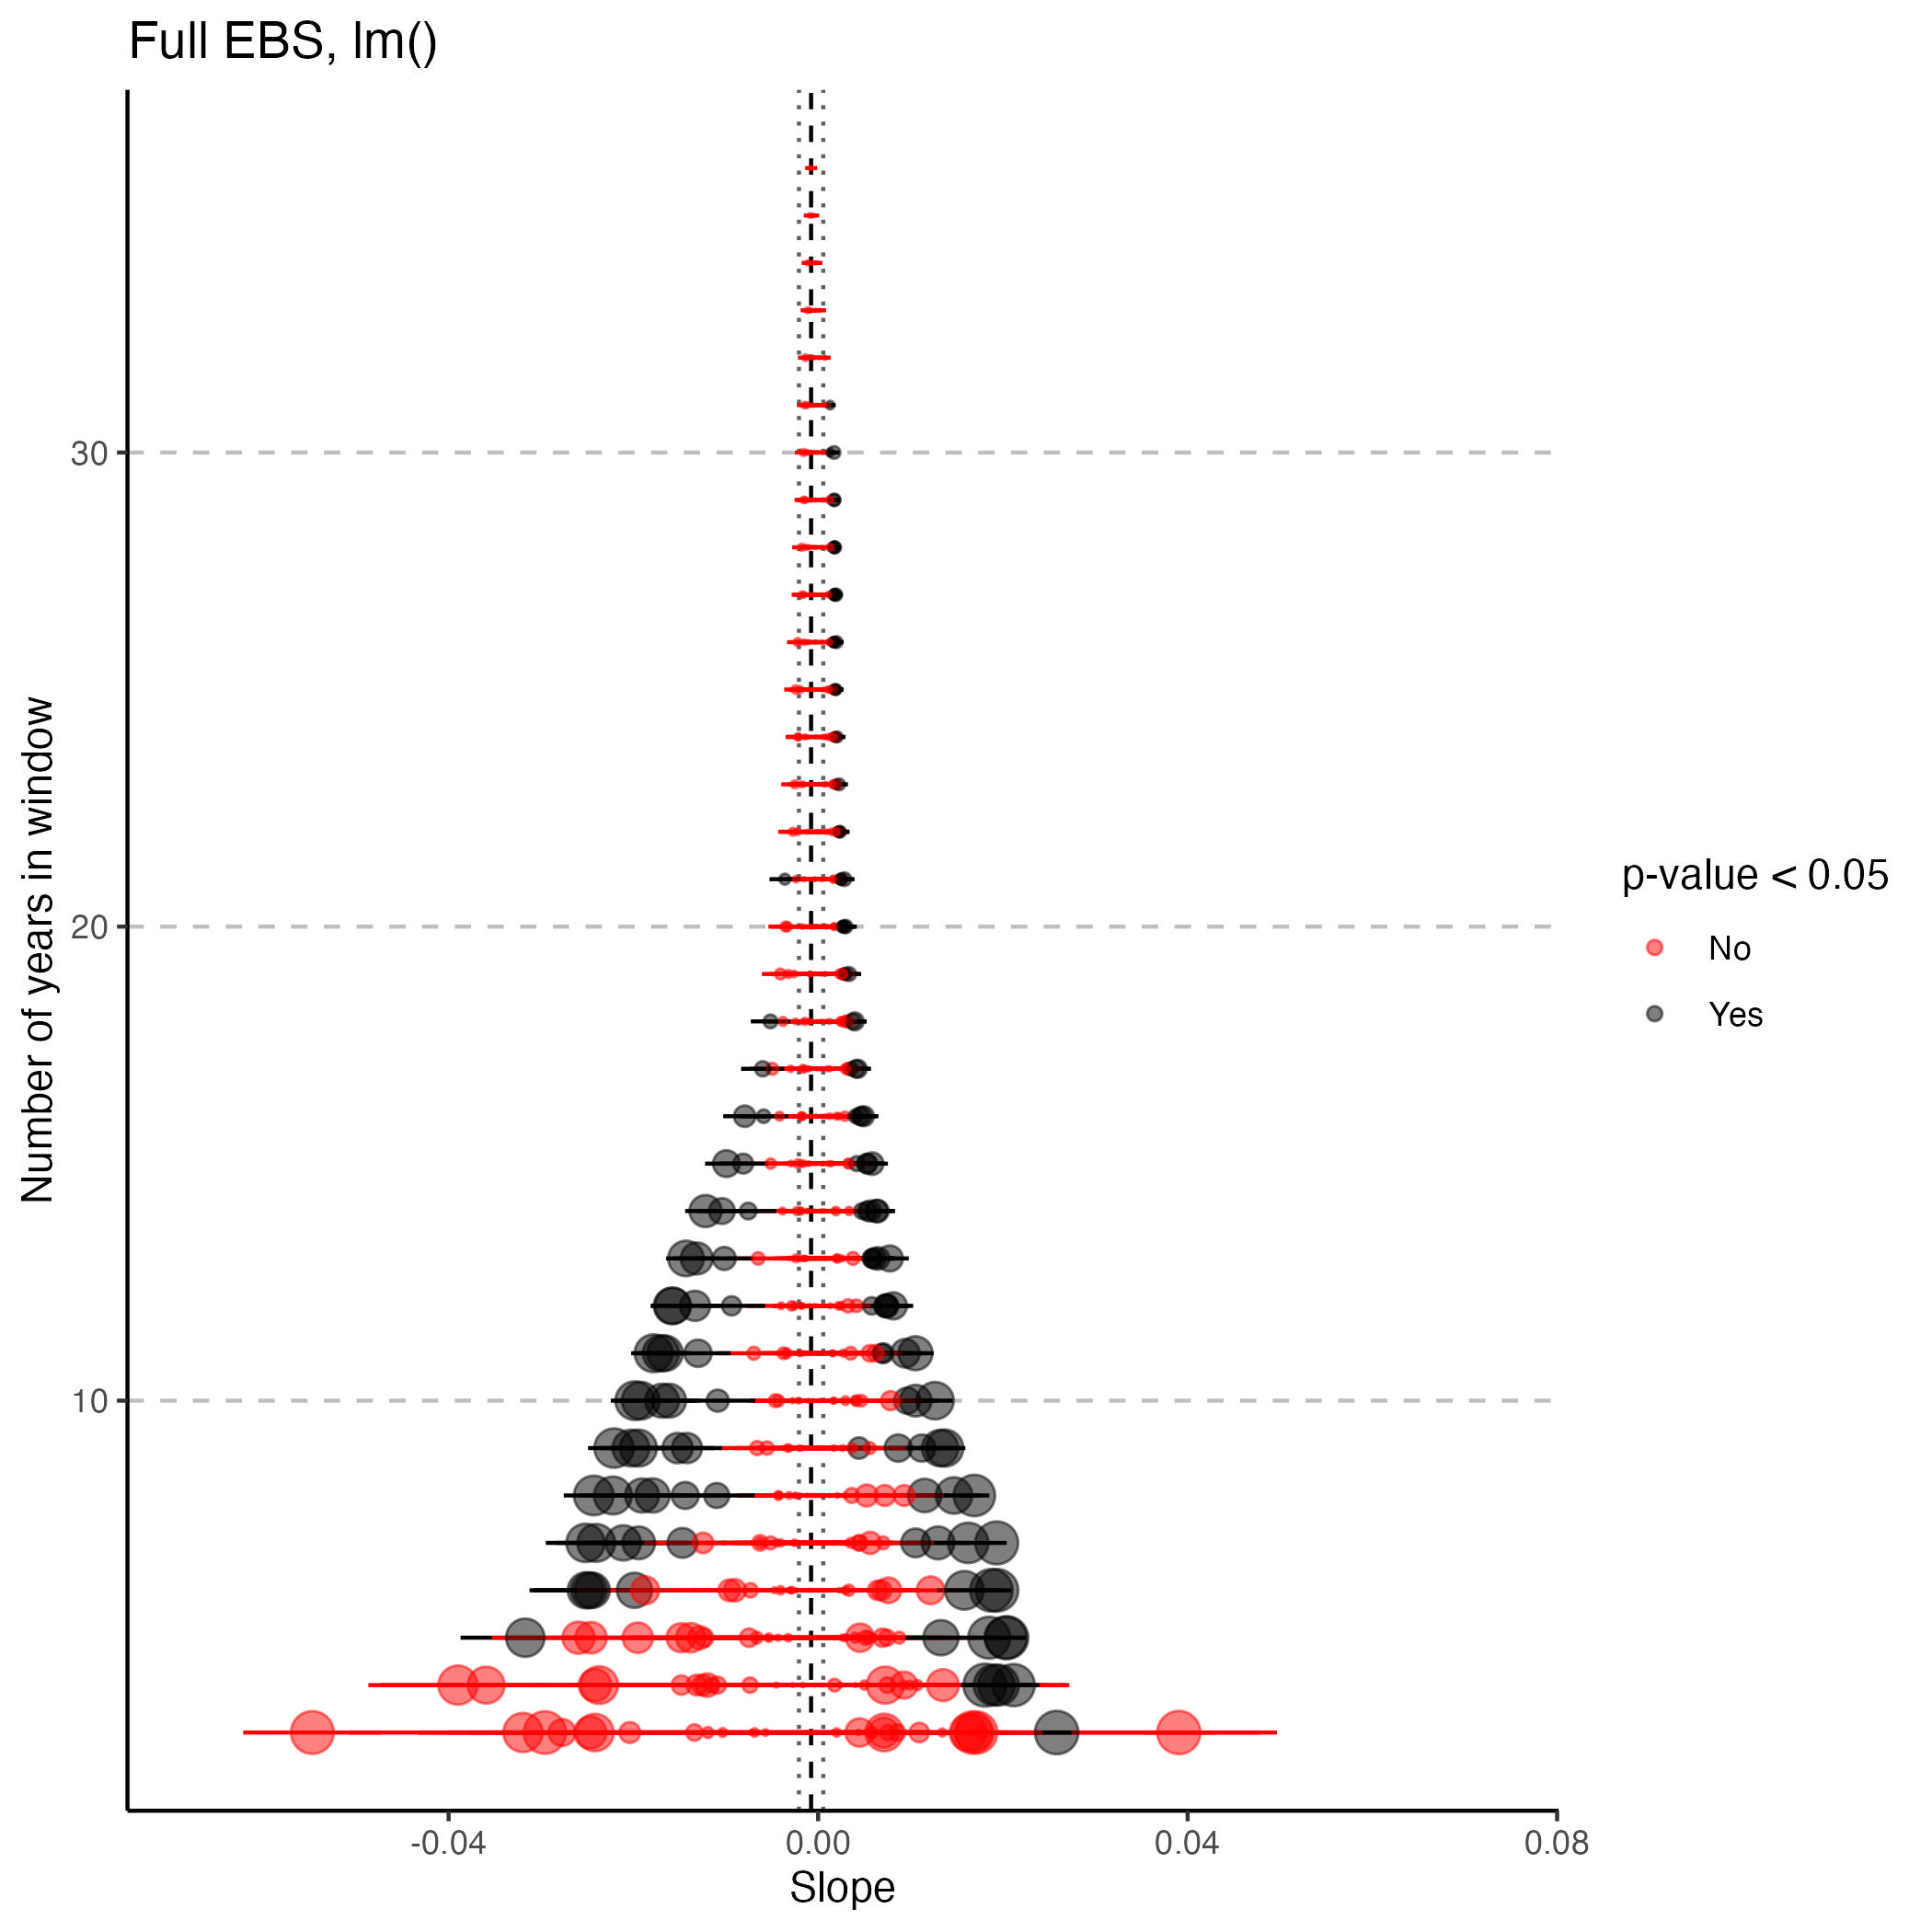 Full EBS, lm()
Number of years in window
30
20
10
-0.04
0.00
0.04
0.08
Slope
p-value < 0.05
No
Yes